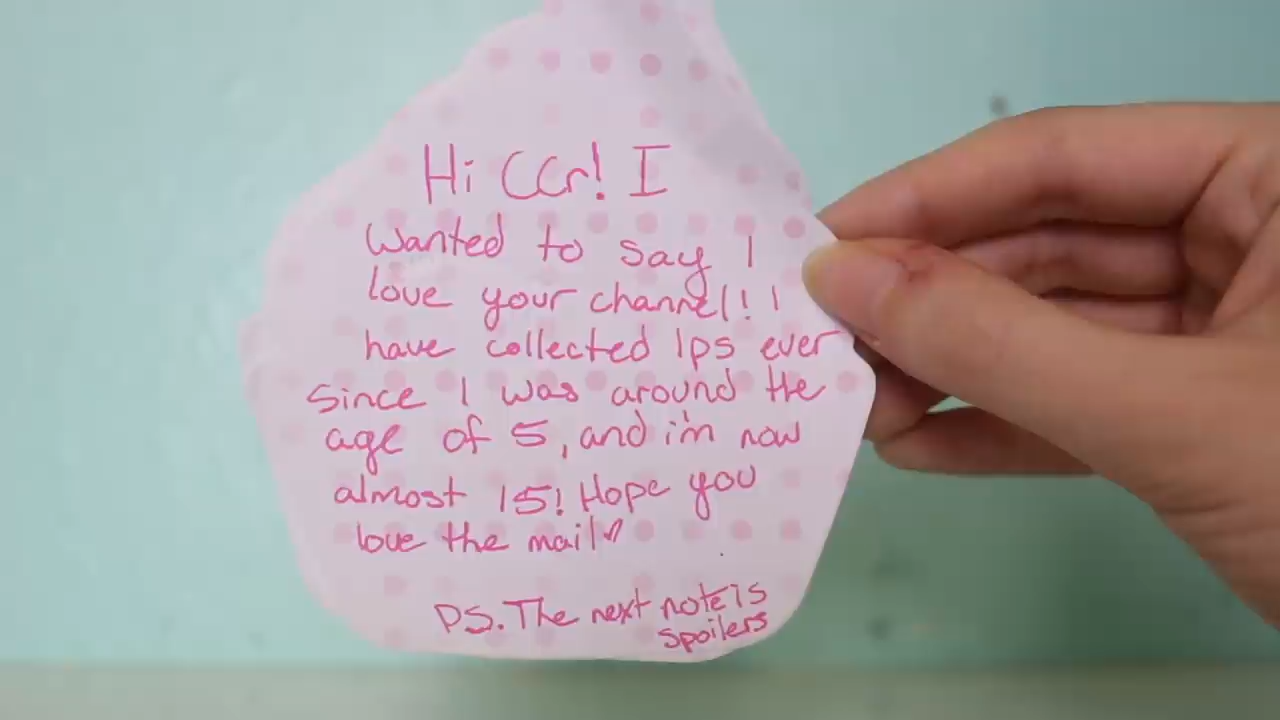 Hi CCr! I
Wanted to say I
love your channel! I
have collected lps ever
Since I was around the
age of 5, and i'm now
almost 15! Hope you
love the mail♡
PS. The next note is
spoilers